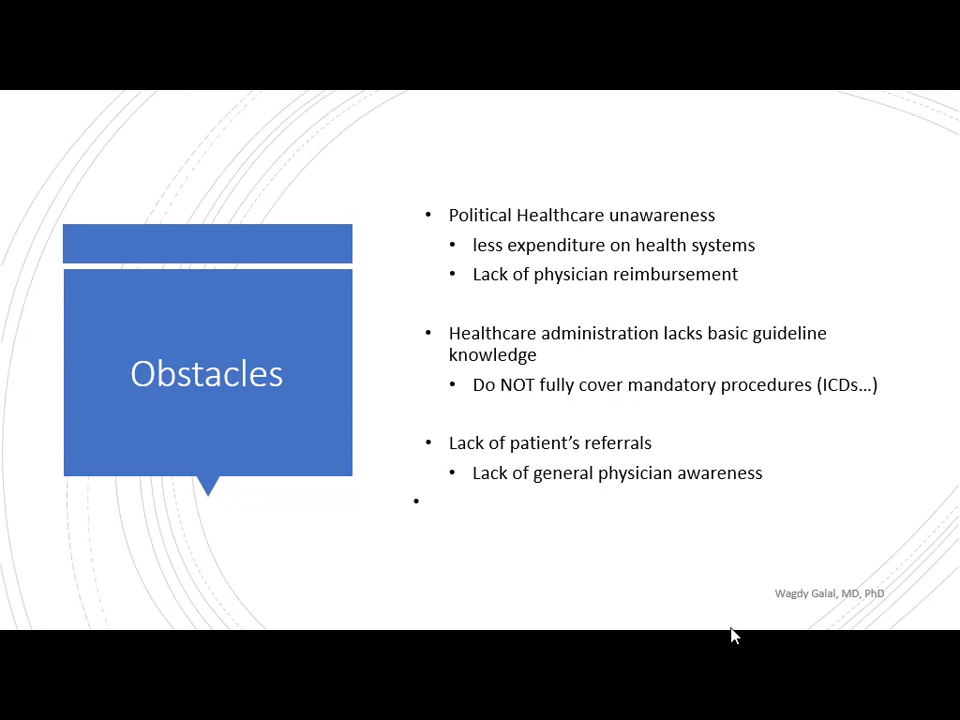 Obstacles
• Political Healthcare unawareness
• less expenditure on health systems
• Lack of physician reimbursement
• Healthcare administration lacks basic guideline
knowledge
• Do NOT fully cover mandatory procedures (ICDs...)
• Lack of patient’s referrals
• Lack of general physician awareness
•
Wagdy Galal, MD, PhD